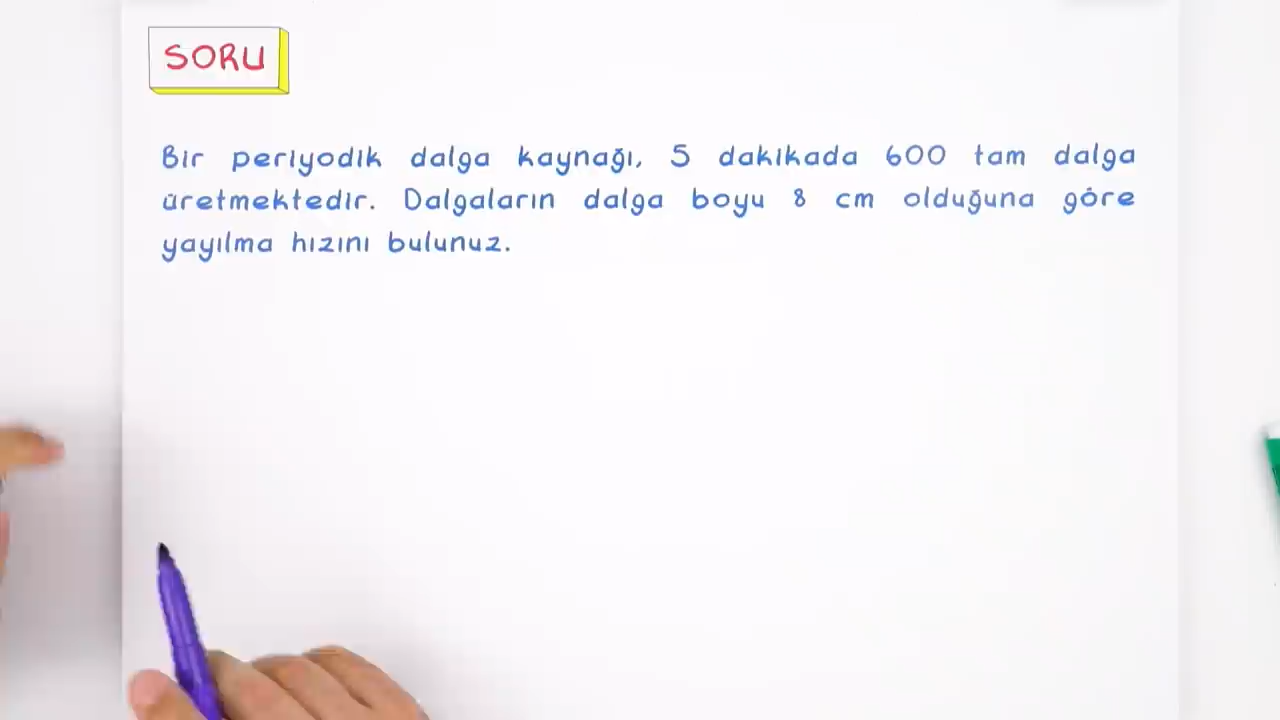 SORU
Bir periyodik dalga kaynağı, 5 dakikada 600 tam dalga
üretmektedir. Dalgaların dalga boyu 8 cm olduğuna göre
yayılma hızını bulunuz.